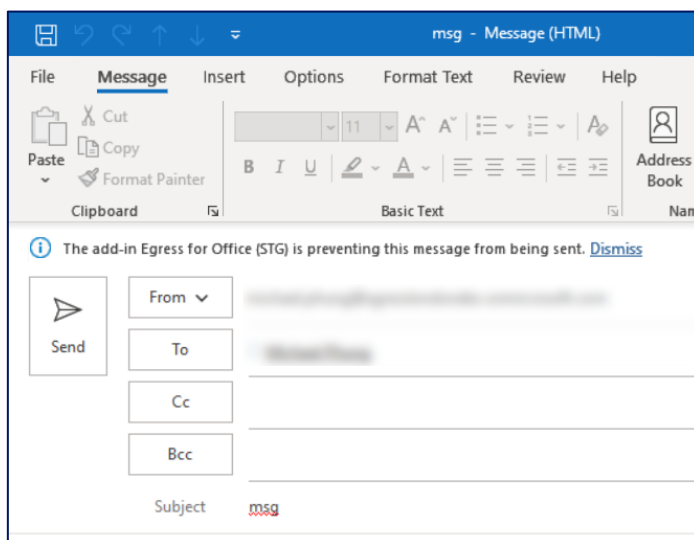 msg - Message (HTML)
File Message Insert Options Format Text Review Help
Paste
Cut
Copy
Format Painter
Clipboard
11
B I U A
Basic Text
Address
Book
Nam
The add-in Egress for Office (STG) is preventing this message from being sent. Dismiss
Send
From
To
Cc
Bcc
Subject msg